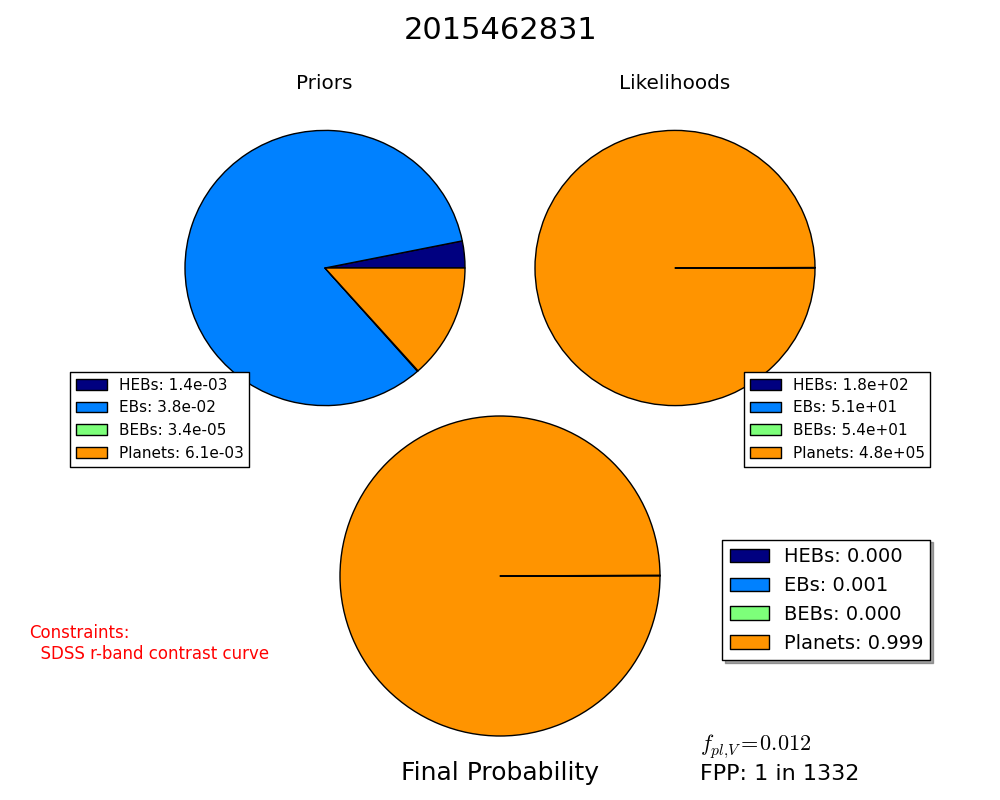 2015462831
Priors
Likelihoods
HEBs: 1.4e-03
EBs: 3.8e-02
BEBs: 3.4e-05
Planets: 6.1e-03
HEBs: 1.8e+02
EBs: 5.1e+01
BEBs: 5.4e+01
Planets: 4.8e+05
HEBs: 0.000
EBs: 0.001
BEBs: 0.000
Planets: 0.999
Constraints:
SDSS r-band contrast curve
f_{pl,V}=0.012
Final Probability
FPP: 1 in 1332